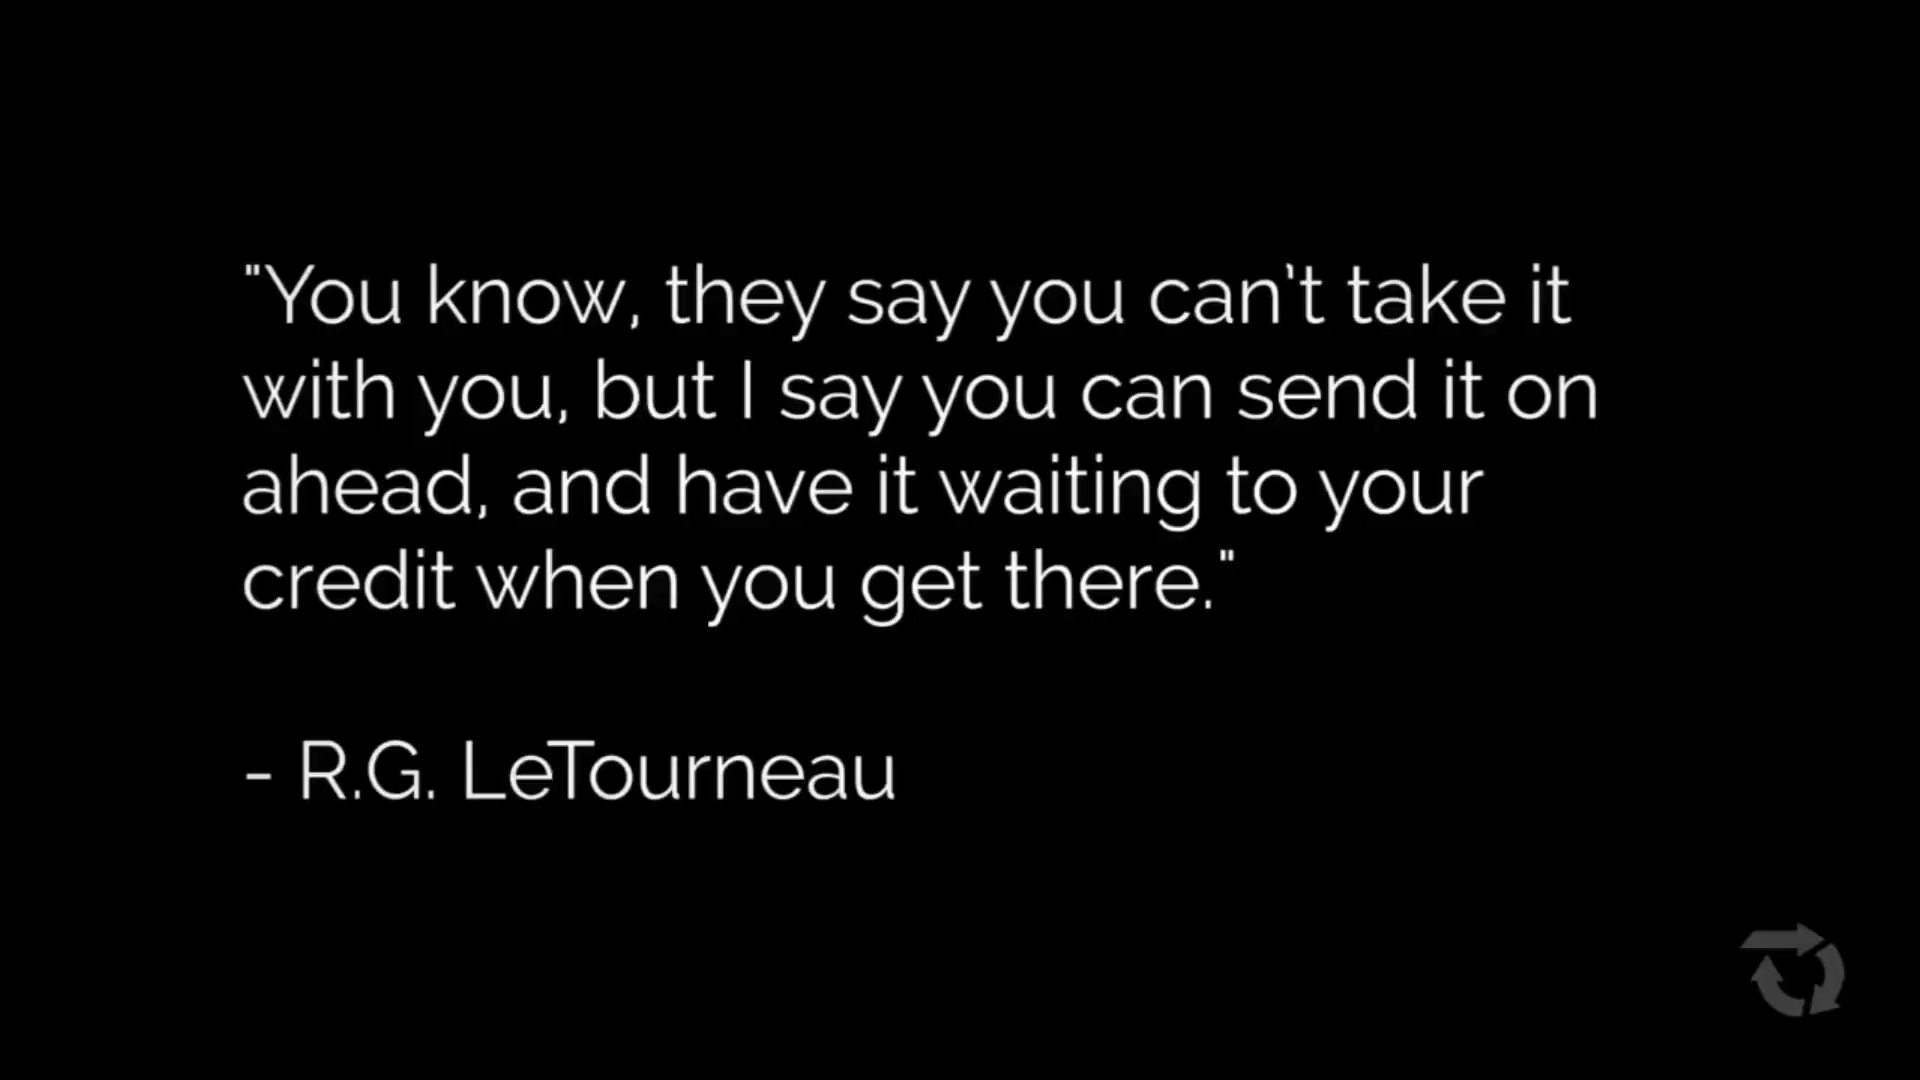 "You know, they say you can't take it
with you, but I say you can send it on
ahead, and have it waiting to your
credit when you get there."
- R.G. LeTourneau